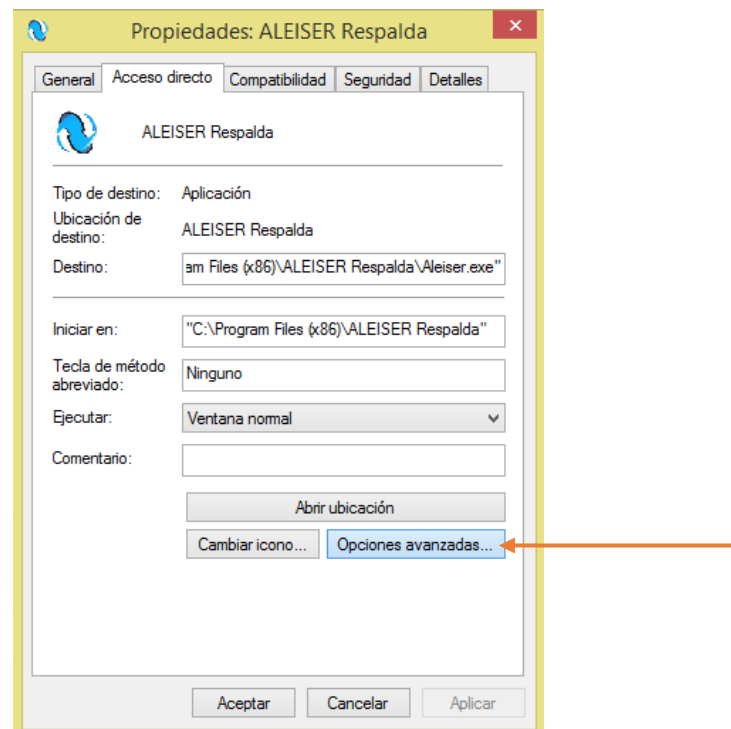 Propiedades: ALEISER Respalda
General Acceso directo Compatibilidad Seguridad Detalles
ALEISER Respalda
Tipo de destino: Aplicación
Ubicación de destino: ALEISER Respalda
Destino: am Files (x86)\ALEISER Respalda\Aleiser.exe"
Iniciar en: "C:\Program Files (x86)\ALEISER Respalda"
Tecla de método abreviado: Ninguno
Ejecutar: Ventana normal
Comentario:
Abrir ubicación
Cambiar icono... Opciones avanzadas...
Aceptar Cancelar Aplicar